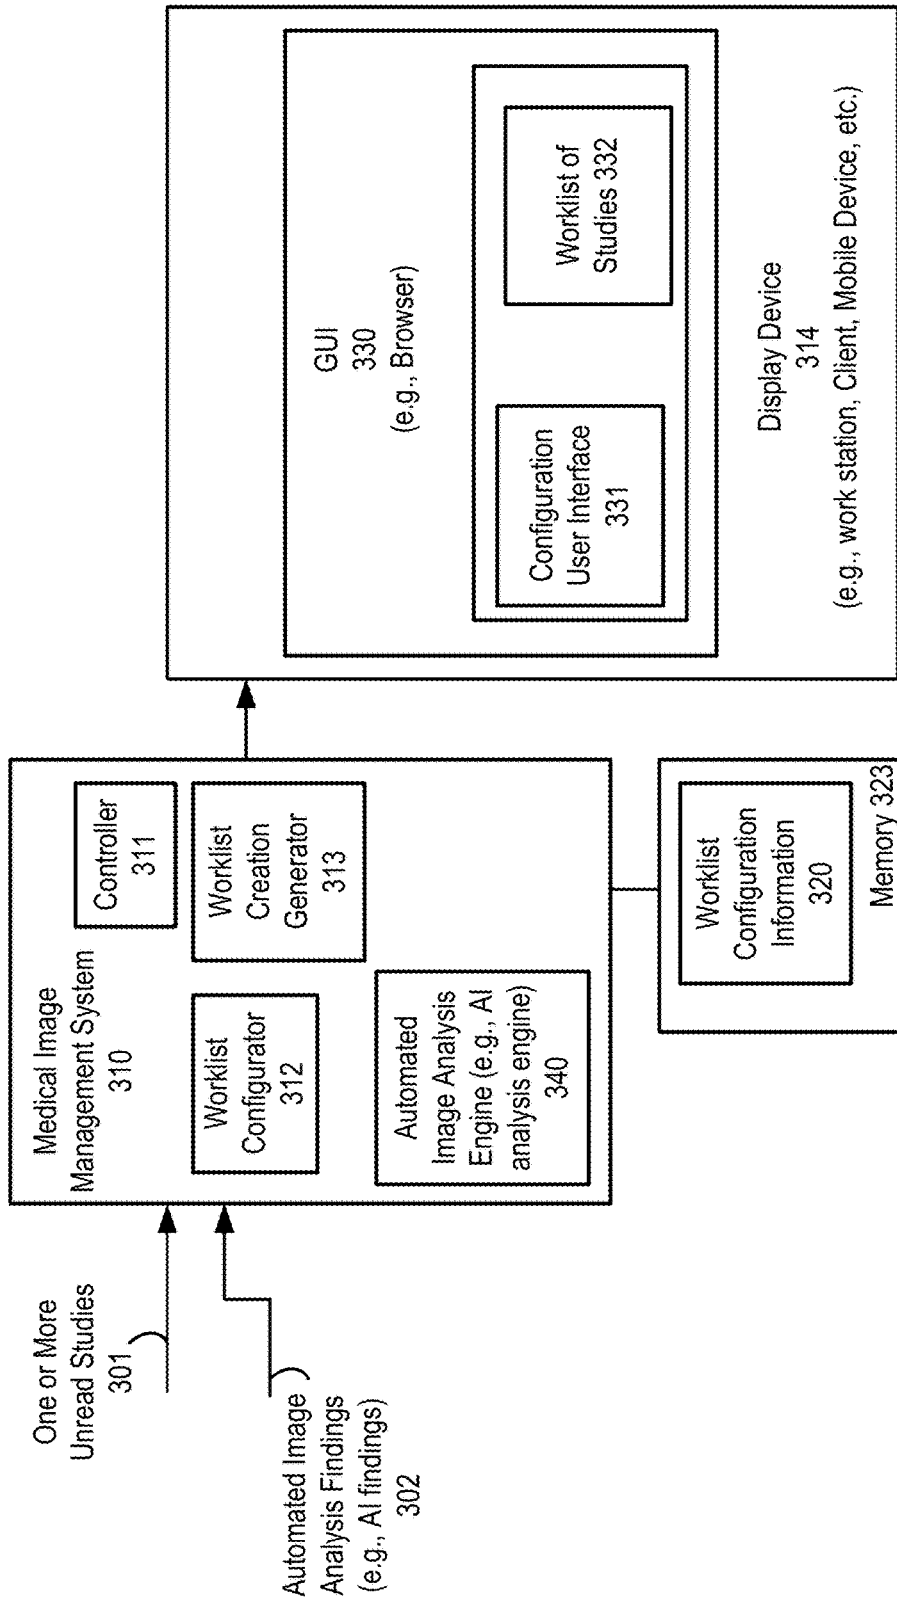 One or More
Unread Studies
301
Automated Image
Analysis Findings
(e.g., AI findings)
302
Medical Image
Management System
310
Controller
311
Worklist
Configurator
312
Worklist
Creation
Generator
313
Automated
Image Analysis
Engine (e.g., AI
analysis engine)
340
Worklist
Configuration
Information
320
Memory 323
GUI
330
(e.g., Browser)
Configuration
User Interface
331
Worklist of
Studies 332
Display Device
314
(e.g., work station, Client, Mobile Device, etc.)